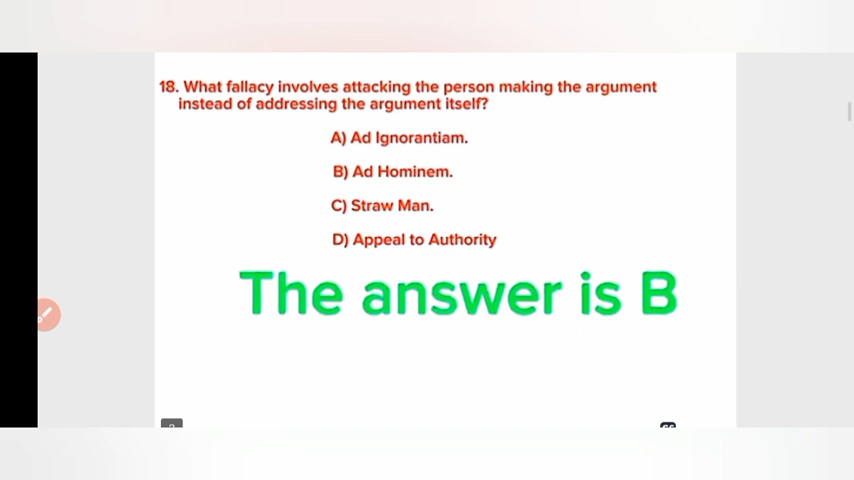 18. What fallacy involves attacking the person making the argument
instead of addressing the argument itself?
A) Ad Ignorantiam.
B) Ad Hominem.
C) Straw Man.
D) Appeal to Authority
The answer is B